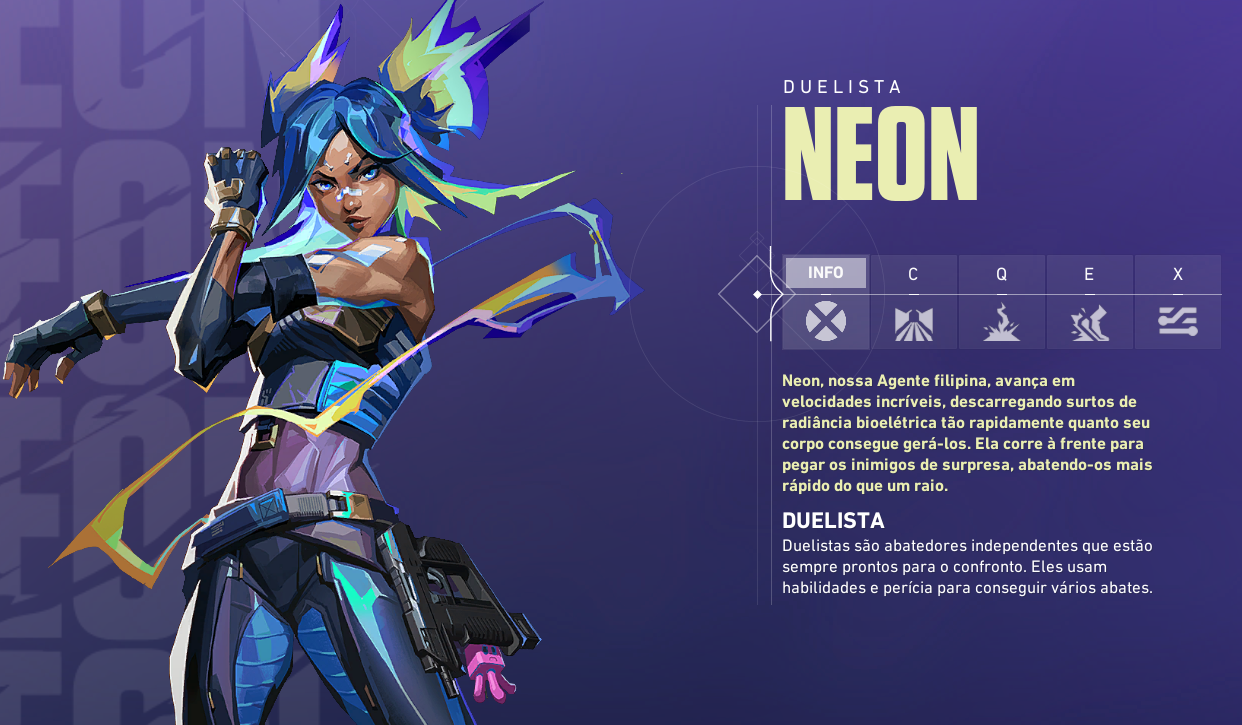 DUELISTA
NEON
INFO C Q E X
Neon, nossa Agente filipina, avança em
velocidades incríveis, descarregando surtos de
radiância bioelétrica tão rapidamente quanto seu
corpo consegue gerá-los. Ela corre à frente para
pegar os inimigos de surpresa, abatendo-os mais
rápido do que um raio.
DUELISTA
Duelistas são abatedores independentes que estão
sempre prontos para o confronto. Eles usam
habilidades e perícia para conseguir vários abates.